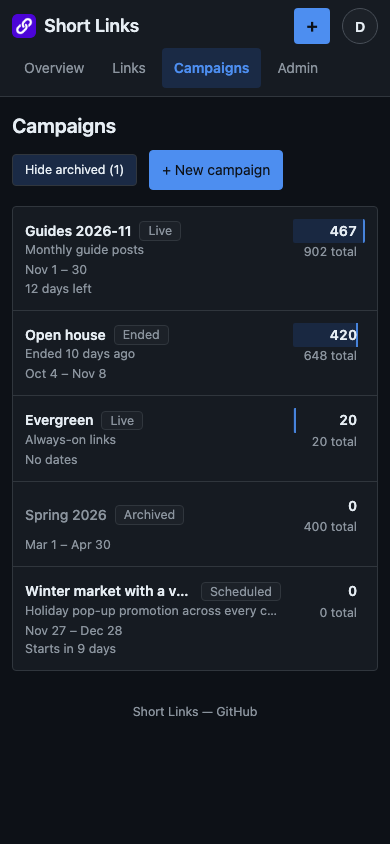 Short Links
+
D
Overview
Links
Campaigns
Admin
Campaigns
Hide archived (1)
+ New campaign
Guides 2026-11
Live
467
Monthly guide posts
902 total
Nov 1 – 30
12 days left
Open house
Ended
420
Ended 10 days ago
648 total
Oct 4 – Nov 8
Evergreen
Live
20
Always-on links
20 total
No dates
Spring 2026
Archived
0
400 total
Mar 1 – Apr 30
Winter market with a v...
Scheduled
0
Holiday pop-up promotion across every c...
0 total
Nov 27 – Dec 28
Starts in 9 days
Short Links — GitHub